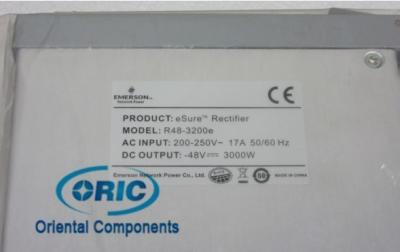 EMERSON
Network Power
CE
PRODUCT: eSure™ Rectifier
MODEL: R48-3200e
AC INPUT: 200-250V~ 17A 50/60 Hz
DC OUTPUT: -48V⎓ 3000W
Emerson Network Power Co., Ltd.
MADE IN CHINA
ORIC
Oriental Components